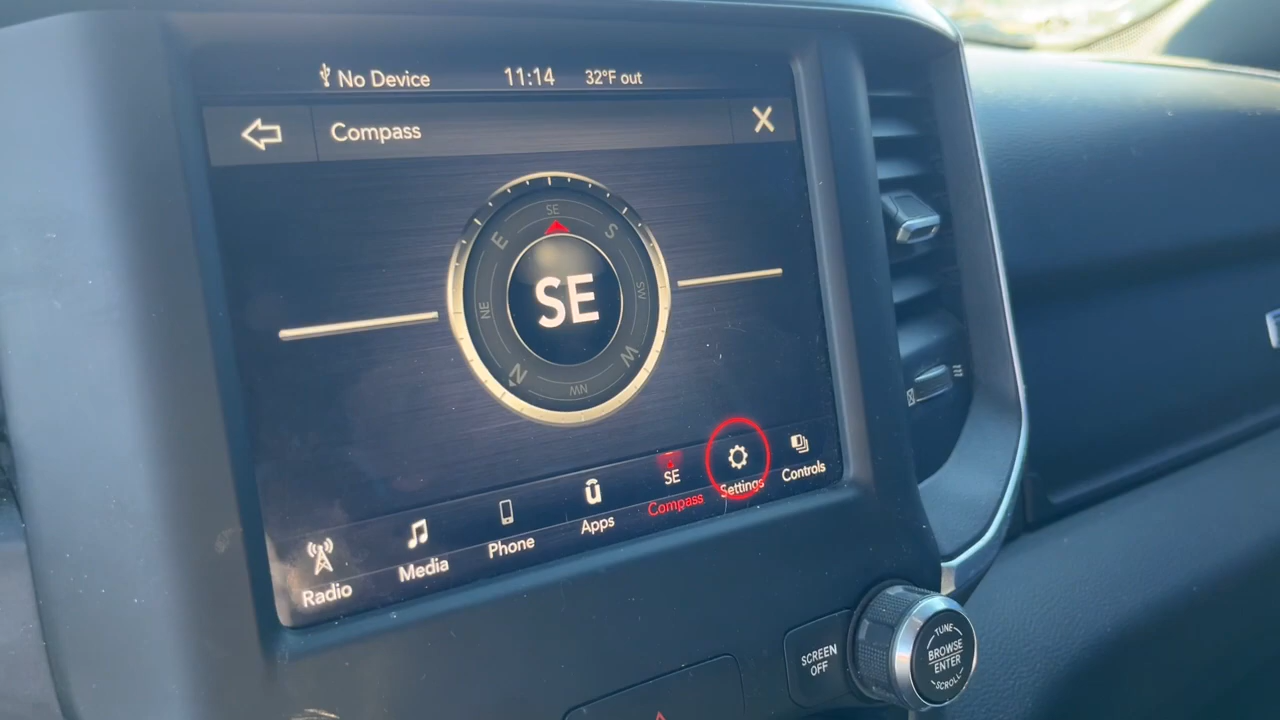 No Device 11:14 32°F out
Compass X
SE
E S
SE
NE SW
N W
NW
SE
Radio Media Phone Apps Compass Settings Controls
SCREEN OFF
TUNE
BROWSE
ENTER
SCROLL